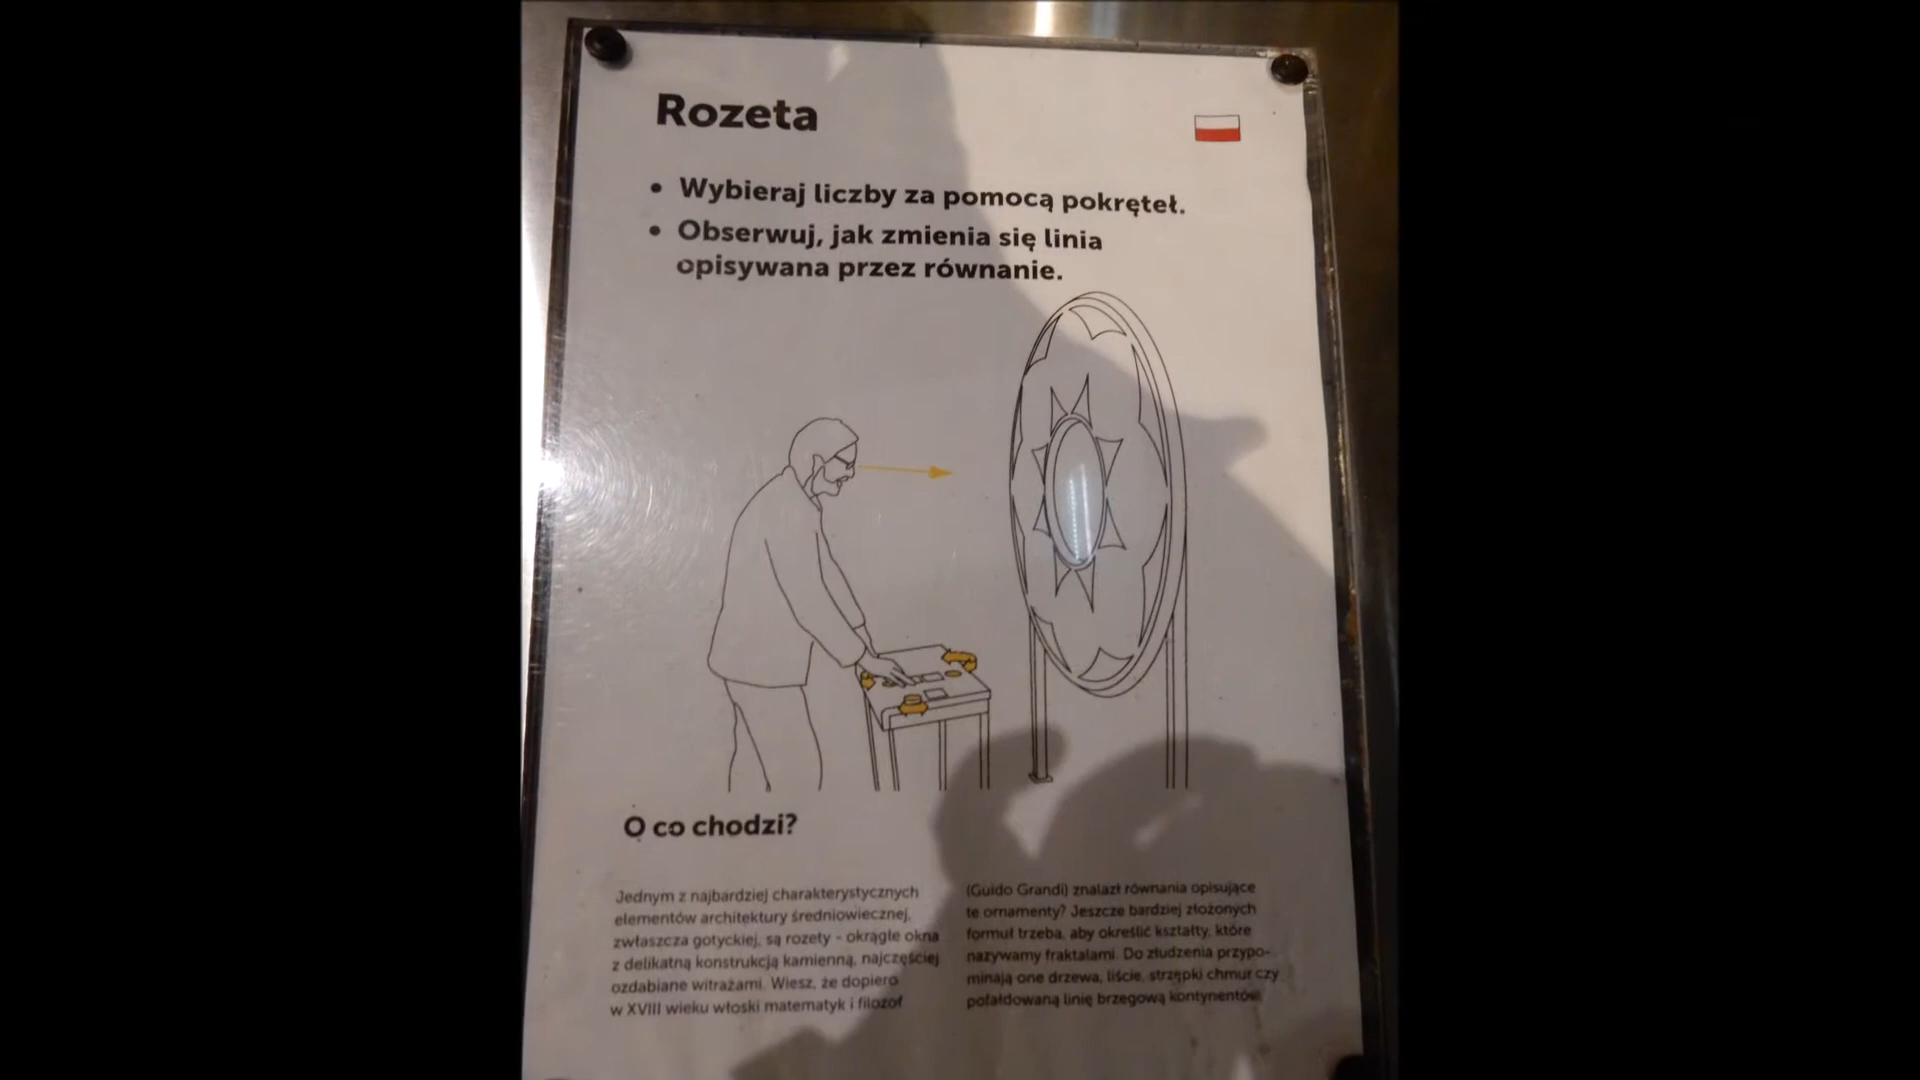 Rozeta
• Wybieraj liczby za pomocą pokręteł.
• Obserwuj, jak zmienia się linia
opisywana przez równanie.
O co chodzi?
Jednym z najbardziej charakterystycznych
elementów architektury średniowiecznej,
zwłaszcza gotyckiej, są rozety - okrągłe okna
z delikatną konstrukcją kamienną, najczęściej
ozdabiane witrażami. Wiesz, że dopiero
w XVIII wieku włoski matematyk i filozof
(Guido Grandi) znalazł równania opisujące
te ornamenty? Jeszcze bardziej złożonych
formuł trzeba, aby określić kształty, które
nazywamy fraktalami. Do złudzenia przypo-
minają one drzewa, liście, strzępki chmur czy
pofałdowaną linię brzegową kontynentów.